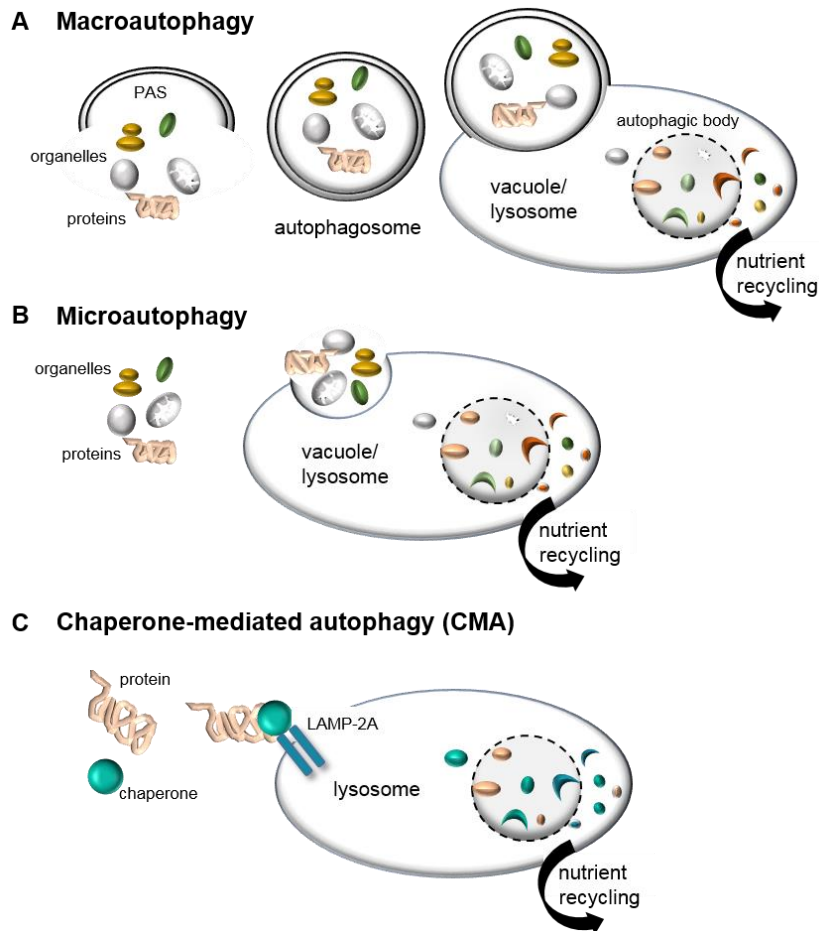 A Macroautophagy
PAS
organelles
proteins
autophagosome
autophagic body
vacuole/
lysosome
nutrient
recycling
B Microautophagy
organelles
proteins
vacuole/
lysosome
nutrient
recycling
C Chaperone-mediated autophagy (CMA)
protein
chaperone
LAMP-2A
lysosome
nutrient
recycling